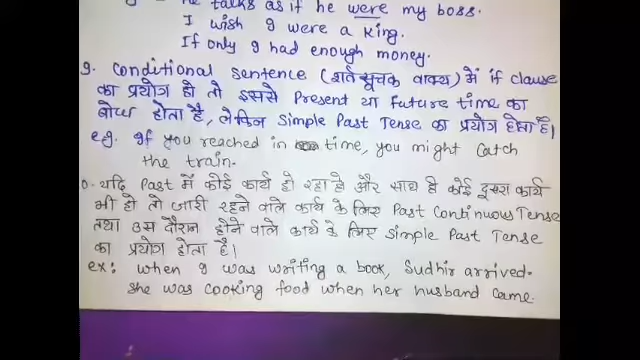 He talks as if he were my boss.
I wish I were a King.
If only I had enough money.
9. Conditional sentence (शर्तसूचक वाक्य) में if clause
का प्रयोग हो तो इससे Present या Future time का
बोध होता है, लेकिन Simple Past Tense का प्रयोग होता है।
e.g. If you reached in time, you might catch
the train.
0. यदि Past में कोई कार्य हो रहा हो और साथ ही कोई दूसरा कार्य
भी हो तो जारी रहने वाले कार्य के लिए Past Continuous Tense
तथा उस दौरान होने वाले कार्य के लिए Simple Past Tense
का प्रयोग होता है।
ex: When I was writing a book, Sudhir arrived.
She was cooking food when her husband came.